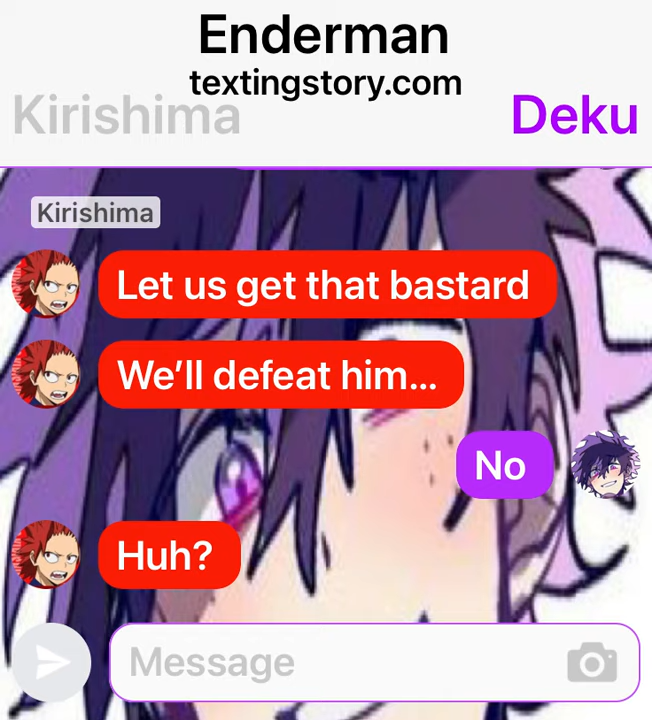 Enderman
textingstory.com
Kirishima
Deku
Kirishima
Let us get that bastard
We’ll defeat him...
No
Huh?
Message